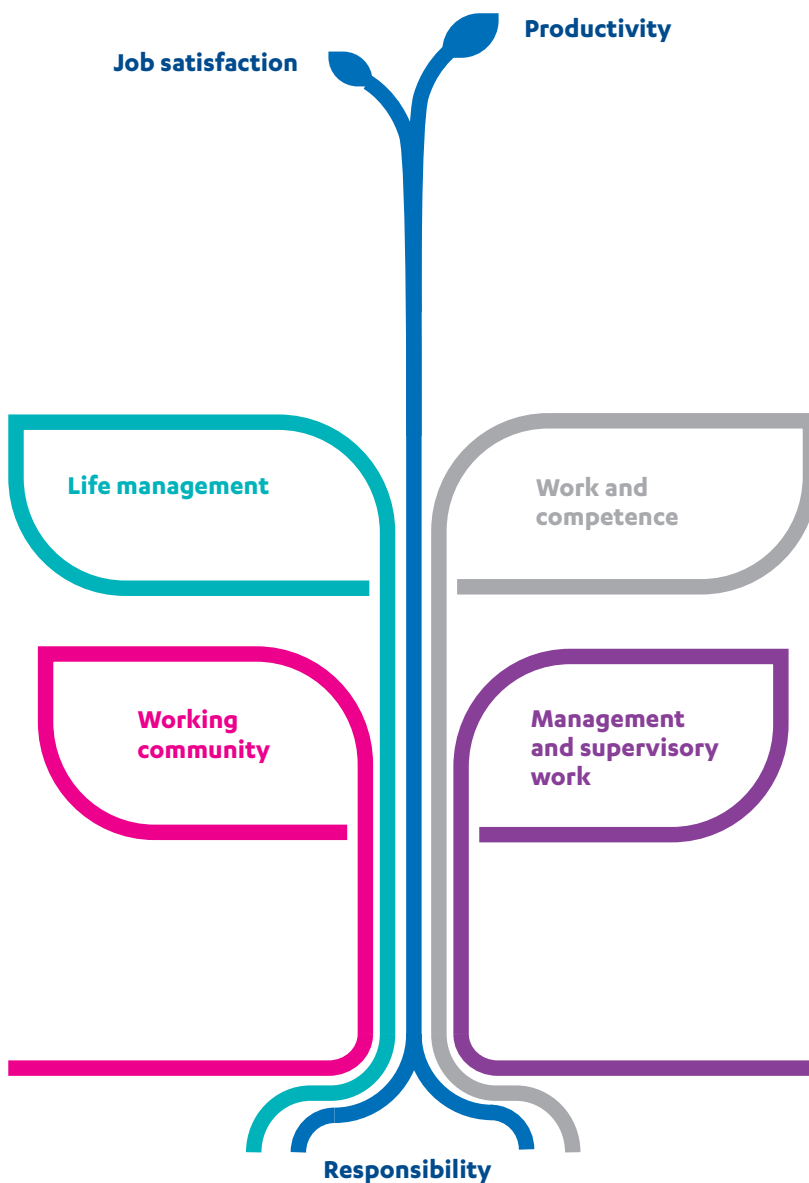 Productivity
Job satisfaction
Life management
Work and
competence
Working
community
Management
and supervisory
work
Responsibility